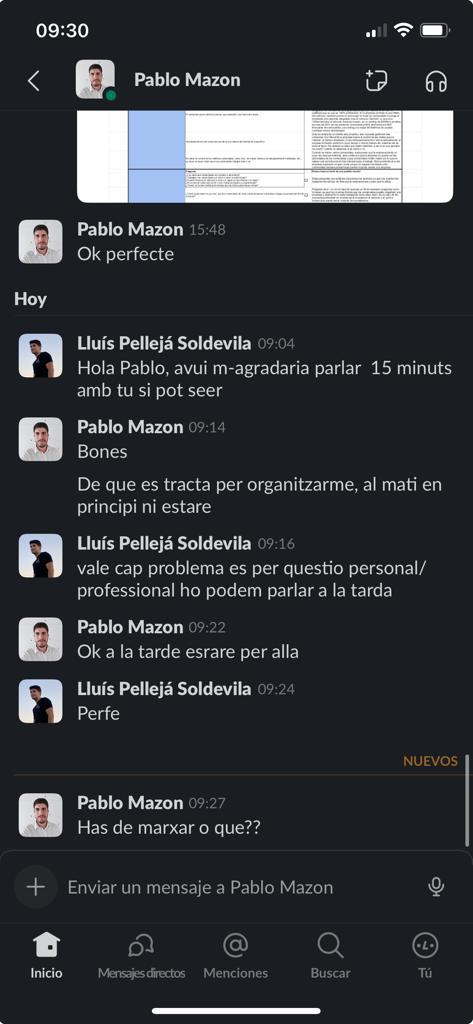 09:30
Pablo Mazon
Pablo Mazon 15:48
Ok perfecte
Hoy
Lluís Pellejá Soldevila 09:04
Hola Pablo, avui m-agradaria parlar 15 minuts
amb tu si pot seer
Pablo Mazon 09:14
Bones
De que es tracta per organitzarme, al mati en
principi ni estare
Lluís Pellejá Soldevila 09:16
vale cap problema es per questio personal/
professional ho podem parlar a la tarda
Pablo Mazon 09:22
Ok a la tarde esrare per alla
Lluís Pellejá Soldevila 09:24
Perfe
NUEVOS
Pablo Mazon 09:27
Has de marxar o que??
Enviar un mensaje a Pablo Mazon
Inicio
Mensajes directos
Menciones
Buscar
Tú